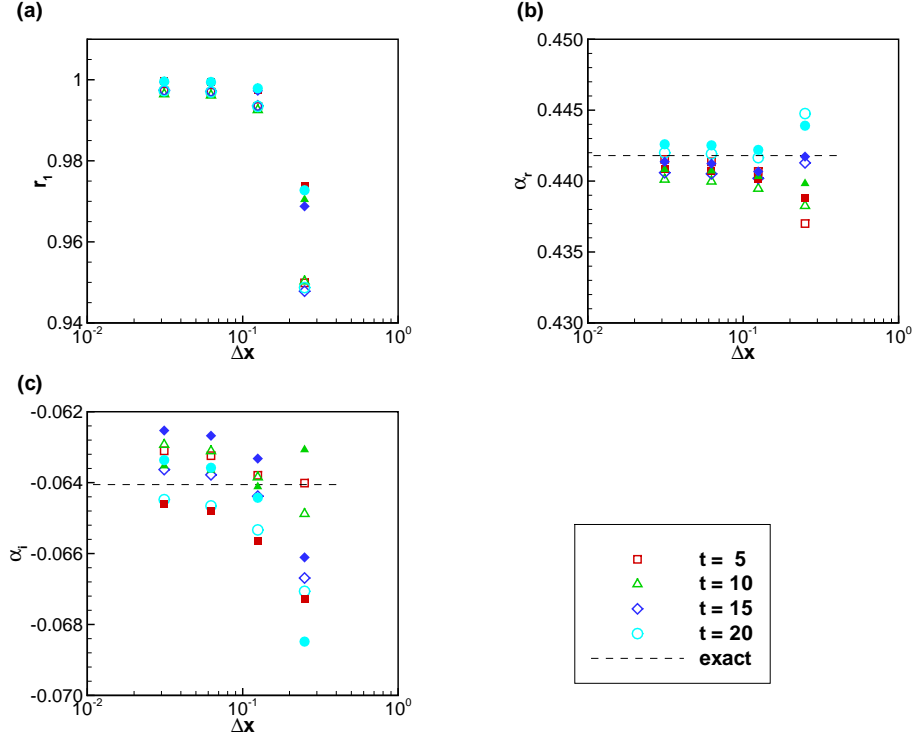 (a)
r₁
1
0.98
0.96
0.94
10⁻² 10⁻¹ 10⁰
Δx
(b)
αᵣ
0.450
0.445
0.440
0.435
0.430
10⁻² 10⁻¹ 10⁰
Δx
(c)
αᵢ
-0.062
-0.064
-0.066
-0.068
-0.070
10⁻² 10⁻¹ 10⁰
Δx
t = 5
t = 10
t = 15
t = 20
exact